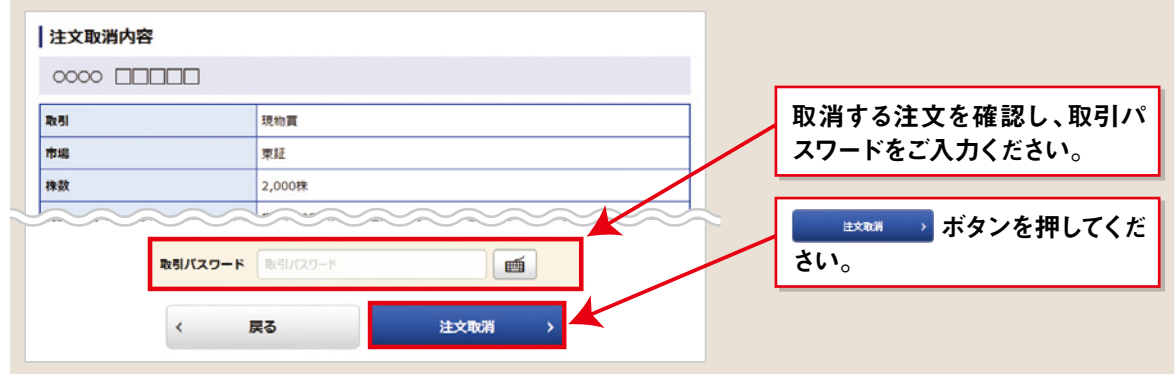 注文取消内容
○○○○ □□□□□
取引 現物買
市場 東証
株数 2,000株
取引パスワード 取引パスワード
戻る
注文取消
取消する注文を確認し、取引パ
スワードをご入力ください。
注文取消 ボタンを押してくだ
さい。